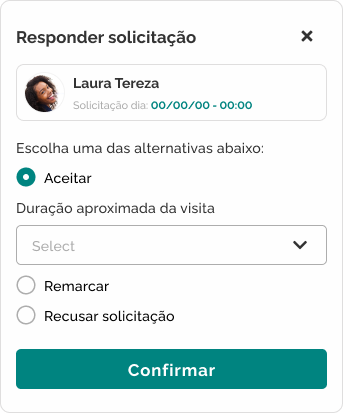 Responder solicitação
Laura Tereza
Solicitação dia: 00/00/00 - 00:00
Escolha uma das alternativas abaixo:
Aceitar
Duração aproximada da visita
Select
Remarcar
Recusar solicitação
Confirmar